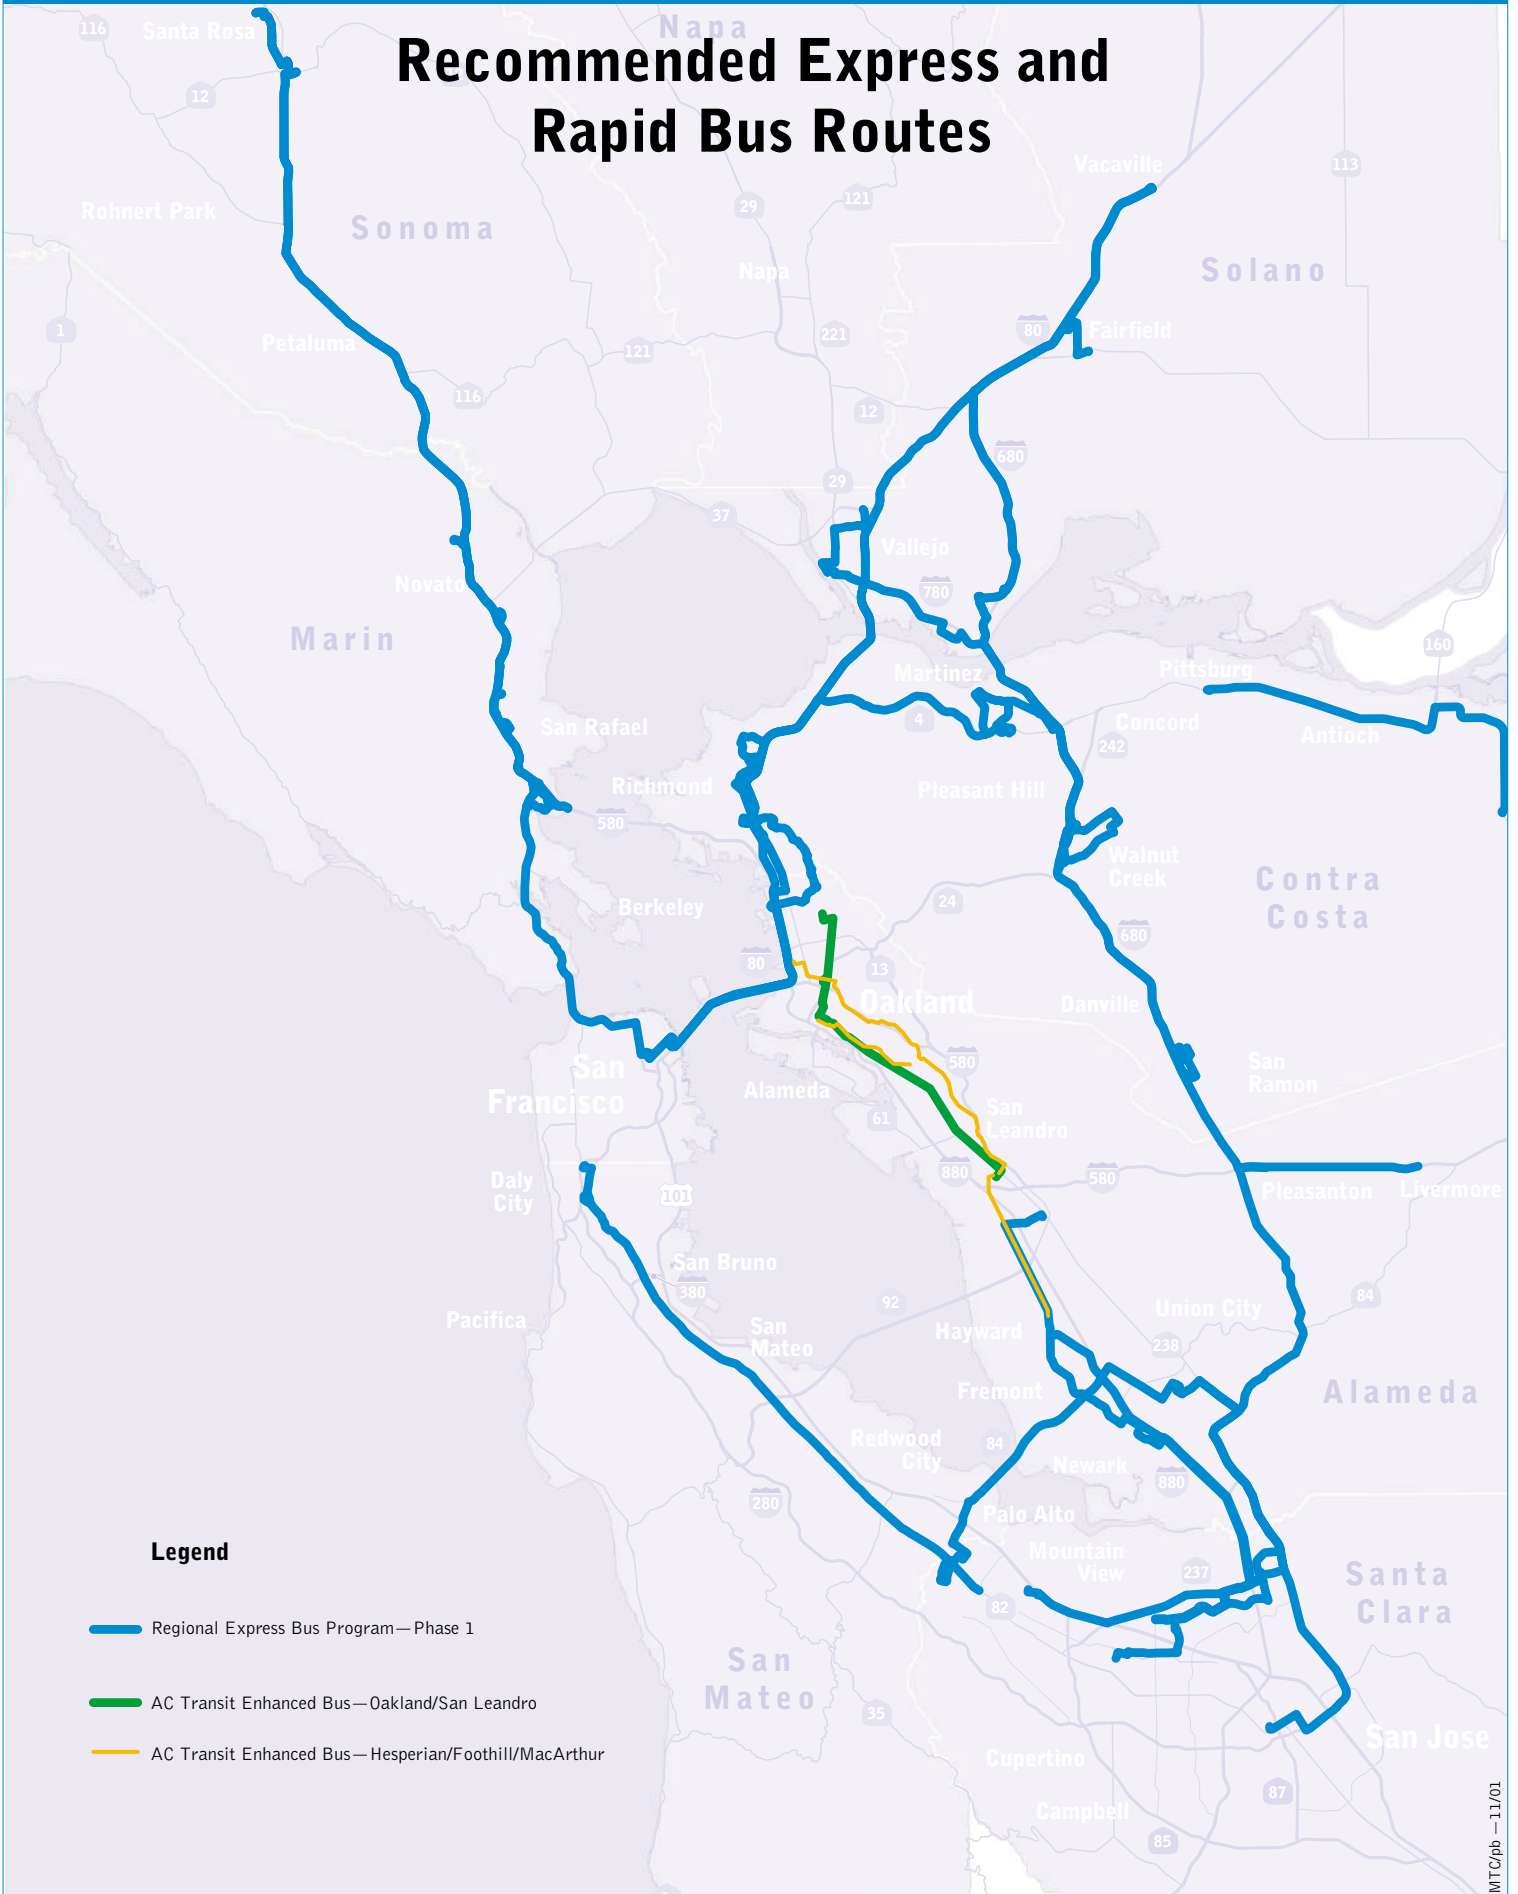 Recommended Express and
Rapid Bus Routes
Napa
116
Santa Rosa
12
Vacaville
113
29
121
Rohnert Park
Sonoma
Napa
Solano
1
Petaluma
121
221
80
Fairfield
116
12
680
29
37
Vallejo
Novato
780
Marin
160
Martinez
Pittsburg
4
Concord
San Rafael
242
Antioch
Richmond
Pleasant Hill
580
Walnut
Creek
Contra
Costa
Berkeley
24
680
80
13
Oakland
Danville
San
Francisco
580
San
Ramon
Alameda
61
San
Leandro
880
580
Daly
City
101
Pleasanton
Livermore
San Bruno
380
92
84
Union City
Pacifica
San
Mateo
Hayward
238
Fremont
Alameda
Redwood
City
84
Newark
880
280
Palo Alto
Mountain
View
237
Santa
Clara
82
San
Mateo
35
San Jose
Cupertino
87
Campbell
85
Legend
Regional Express Bus Program—Phase 1
AC Transit Enhanced Bus—Oakland/San Leandro
AC Transit Enhanced Bus—Hesperian/Foothill/MacArthur
MTC/pb —11/01